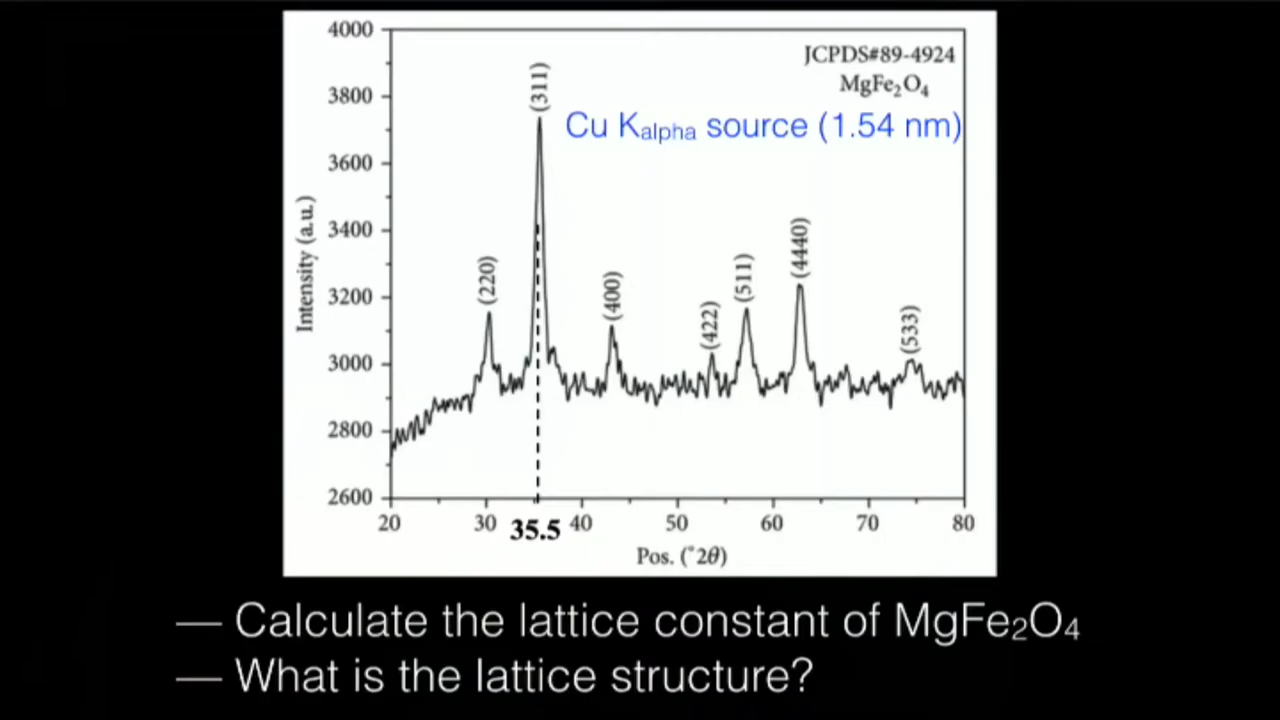 4000
3800
3600
3400
3200
3000
2800
2600
Intensity (a.u.)
JCPDS#89-4924
MgFe₂O₄
Cu Kalpha source (1.54 nm)
(220)
(311)
(400)
(422)
(511)
(4440)
(533)
20 30 35.5 40 50 60 70 80
Pos. (°2θ)
— Calculate the lattice constant of MgFe₂O₄
— What is the lattice structure?